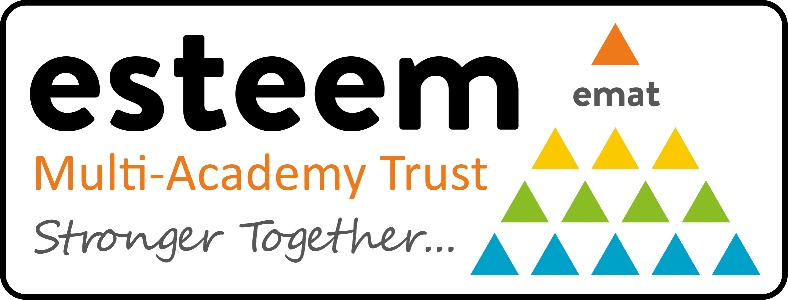 esteem
Multi-Academy Trust
Stronger Together...
emat